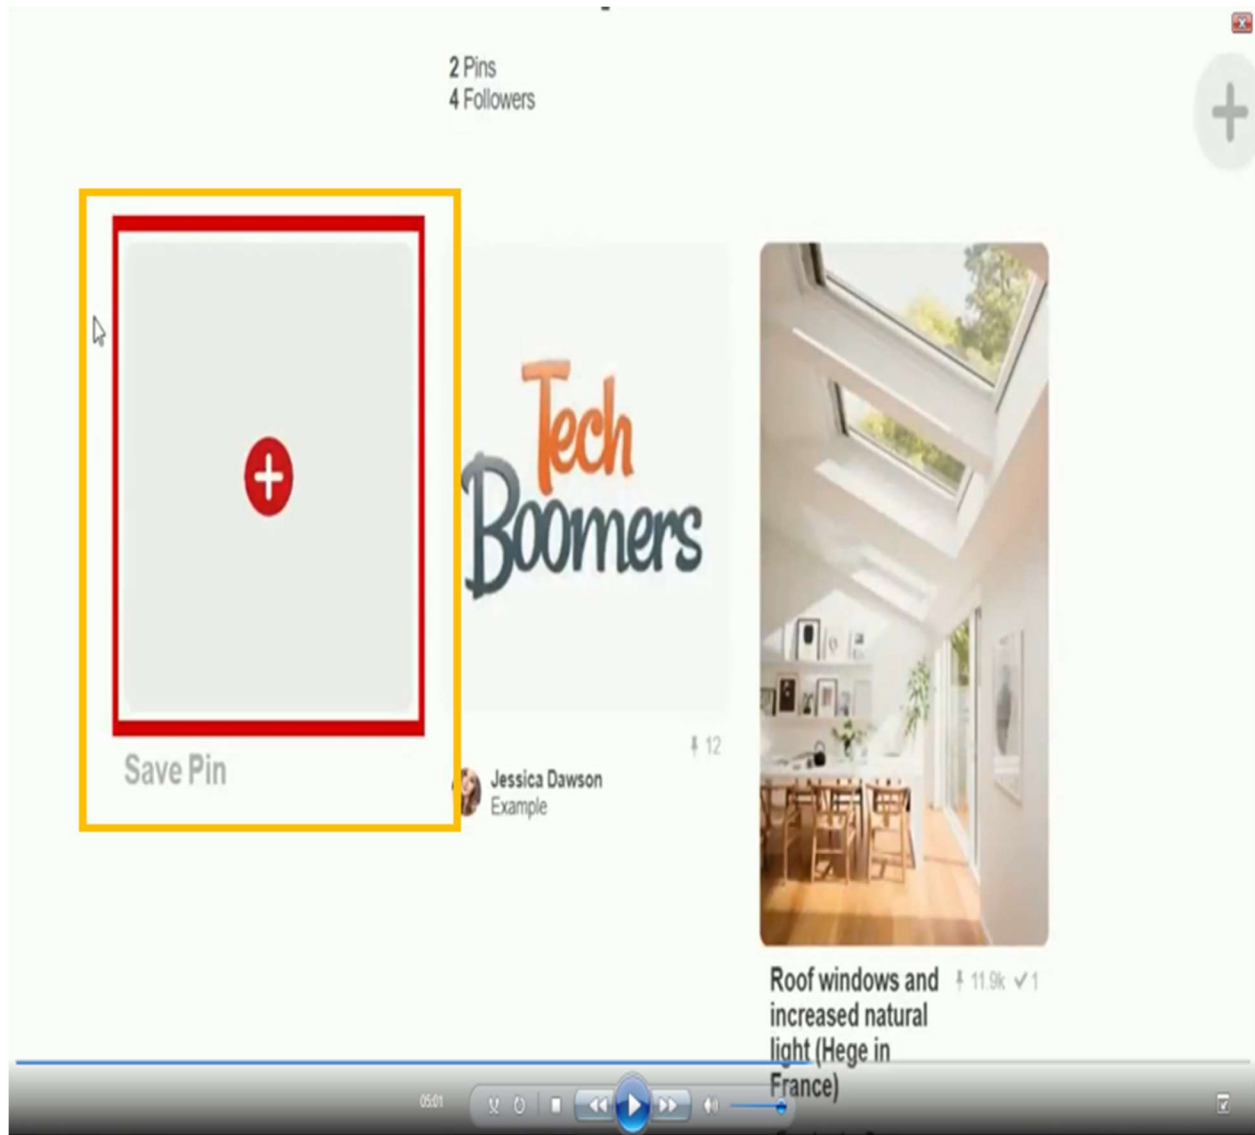 2 Pins
4 Followers
Tech
Boomers
Save Pin
12
Jessica Dawson
Example
Roof windows and
increased natural
light (Hege in
France)
11.9k 1
05:01